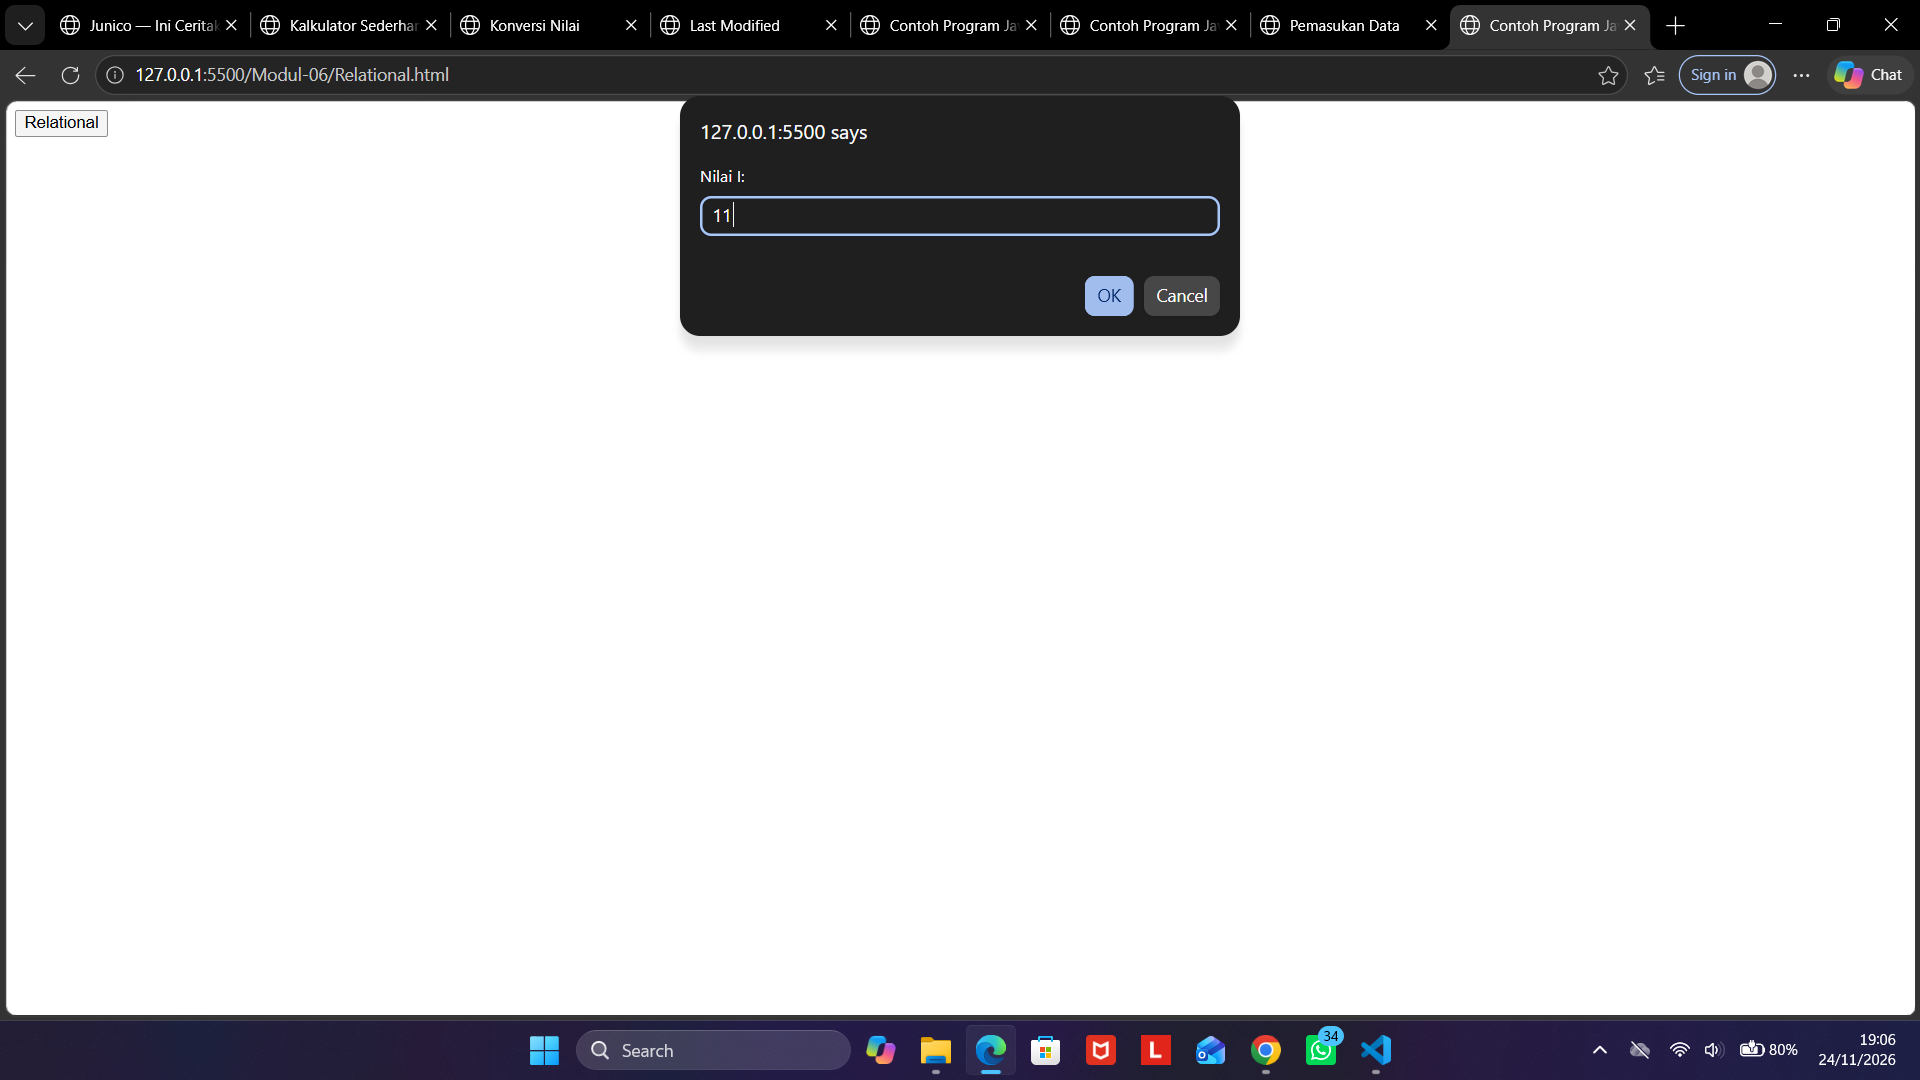 Junico — Ini Cerita
Kalkulator Sederhar
Konversi Nilai
Last Modified
Contoh Program Ja
Contoh Program Ja
Pemasukan Data
Contoh Program Ja
127.0.0.1:5500/Modul-06/Relational.html
Sign in
Chat
Relational
127.0.0.1:5500 says
Nilai I:
11
OK
Cancel
Search
L
34
80%
19:06
24/11/2026